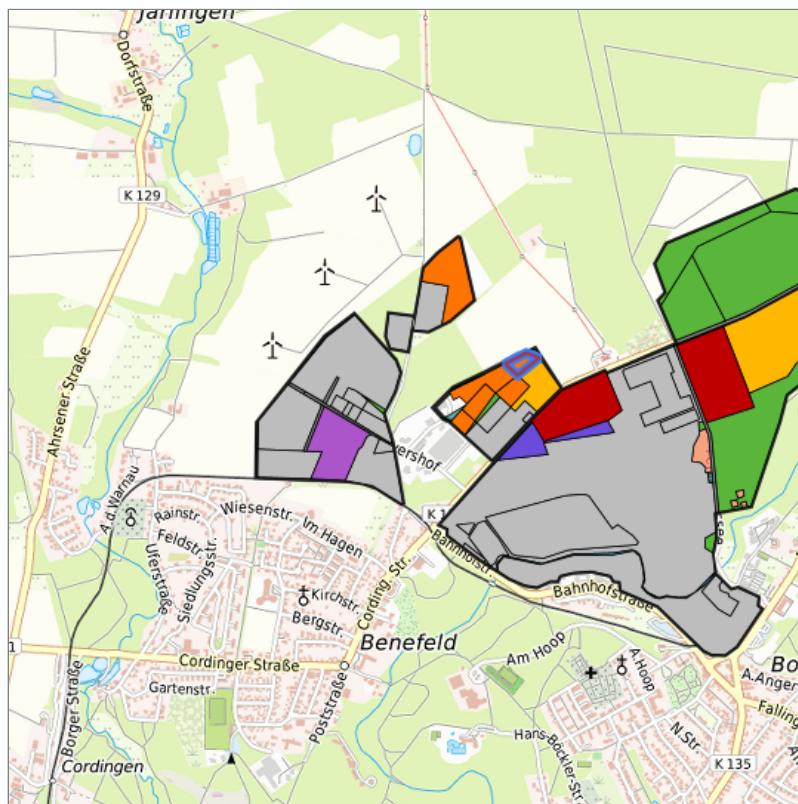 Jarlingen
Dorfstraße
K 129
Ahrsener Straße
A.d.Warnau
Rainstr.
Feldstr.
Uferstraße
Siedlungsstr.
Wiesenstr.
Im Hagen
Kirchstr.
Bergstr.
Cording. Str.
K 1
Bahnhofstr.
Bahnhofstraße
Benefeld
Cordinger Straße
Gartenstr.
Poststraße
Borger Straße
Cordingen
1
Am Hoop
A.Hoop
Hans-Böckler-Str.
N.Str.
K 135
Bo
A.Anger
Falling